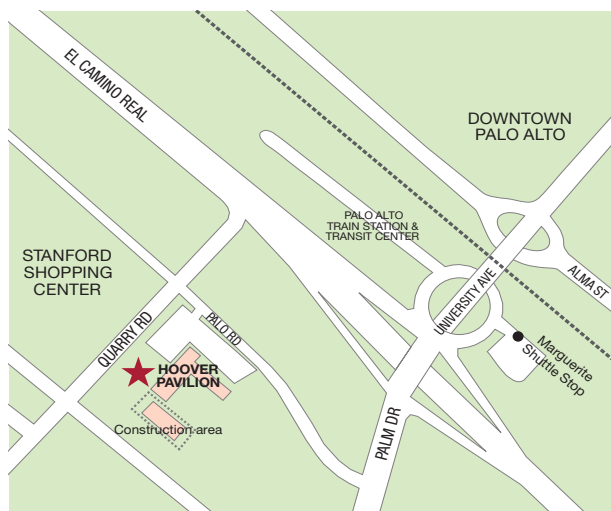 EL CAMINO REAL
DOWNTOWN
PALO ALTO
PALO ALTO
TRAIN STATION &
TRANSIT CENTER
STANFORD
SHOPPING
CENTER
ALMA ST
UNIVERSITY AVE
PALO RD
QUARRY RD
Marguerite
Shuttle Stop
HOOVER
PAVILION
Construction area
PALM DR